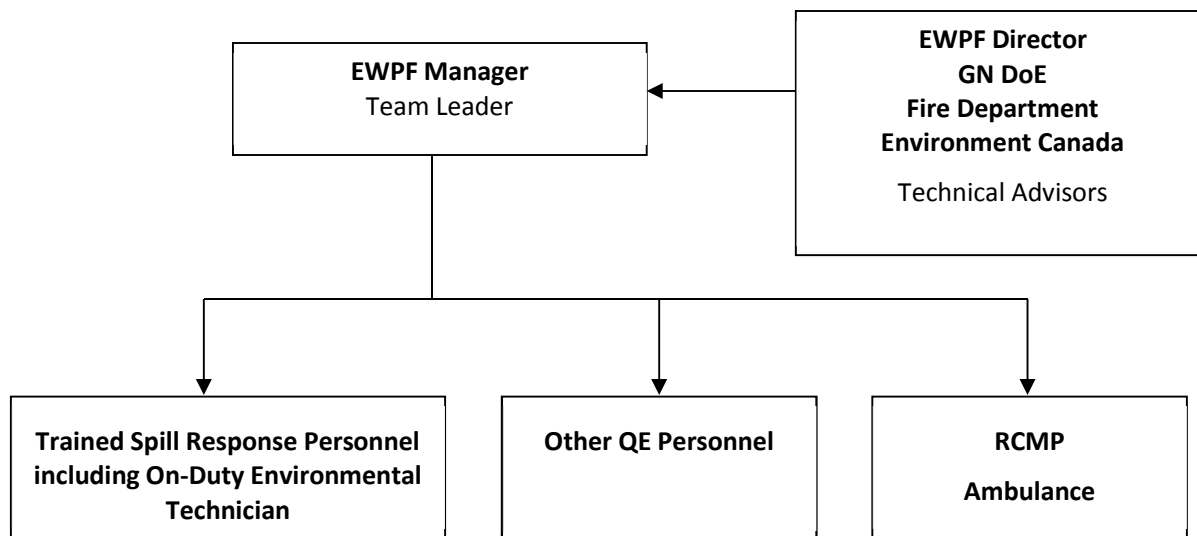 EWPF Manager
Team Leader
EWPF Director
GN DoE
Fire Department
Environment Canada
Technical Advisors
Trained Spill Response Personnel
including On-Duty Environmental
Technician
Other QE Personnel
RCMP
Ambulance